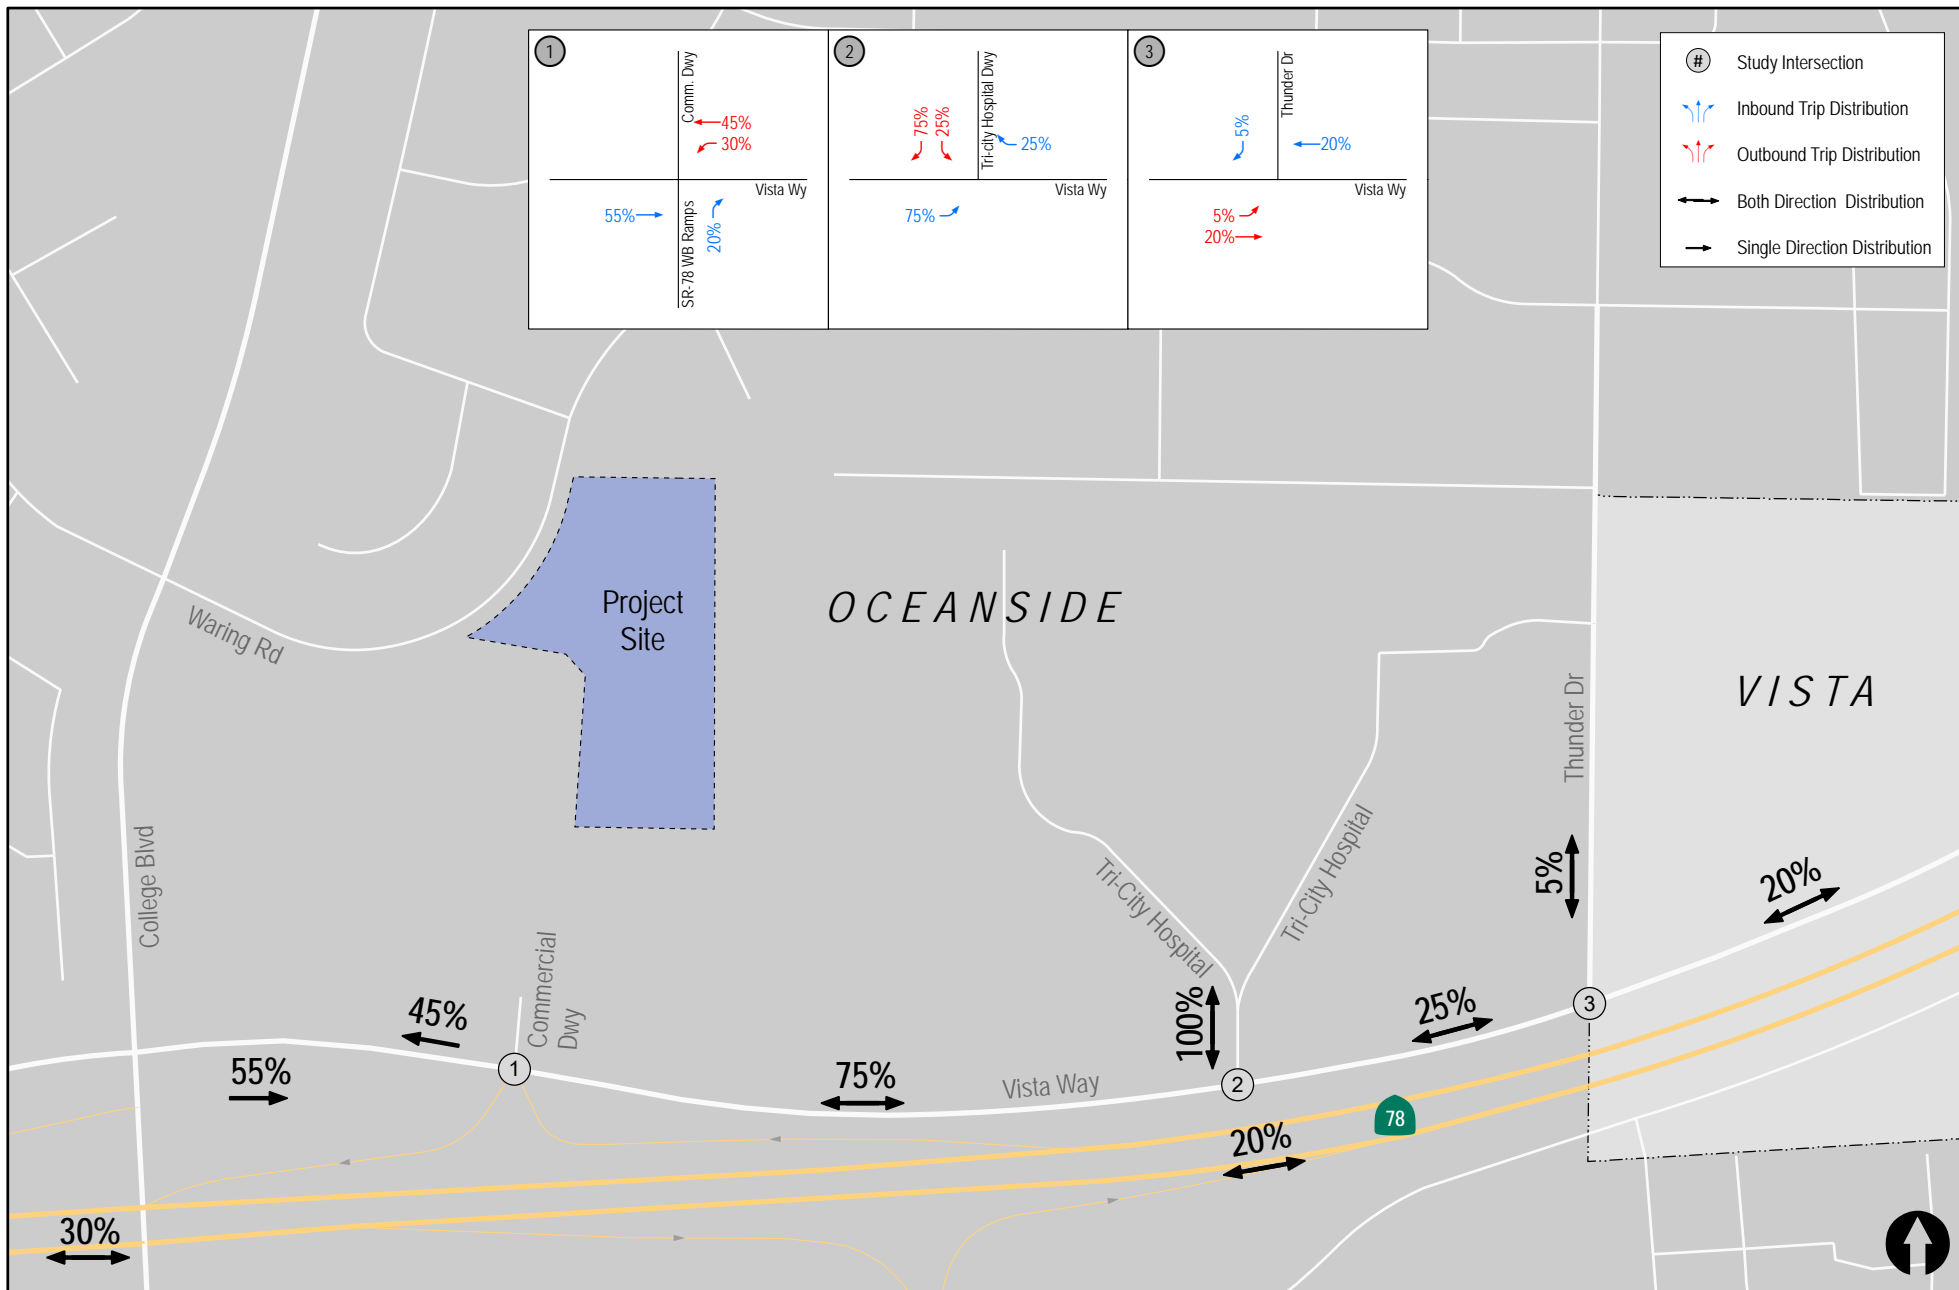 1
Comm. Dwy
45%
30%
Vista Wy
55%
20%
SR-78 WB Ramps
2
Tri-city Hospital Dwy
75%
25%
25%
Vista Wy
75%
3
Thunder Dr
5%
20%
Vista Wy
5%
20%
# Study Intersection
Inbound Trip Distribution
Outbound Trip Distribution
Both Direction Distribution
Single Direction Distribution
Project
Site
OCEANSIDE
VISTA
Waring Rd
College Blvd
Thunder Dr
Tri-City Hospital
Tri-City Hospital
5%
20%
Commercial
Dwy
45%
55%
1
75%
Vista Way
100%
2
25%
3
78
20%
30%